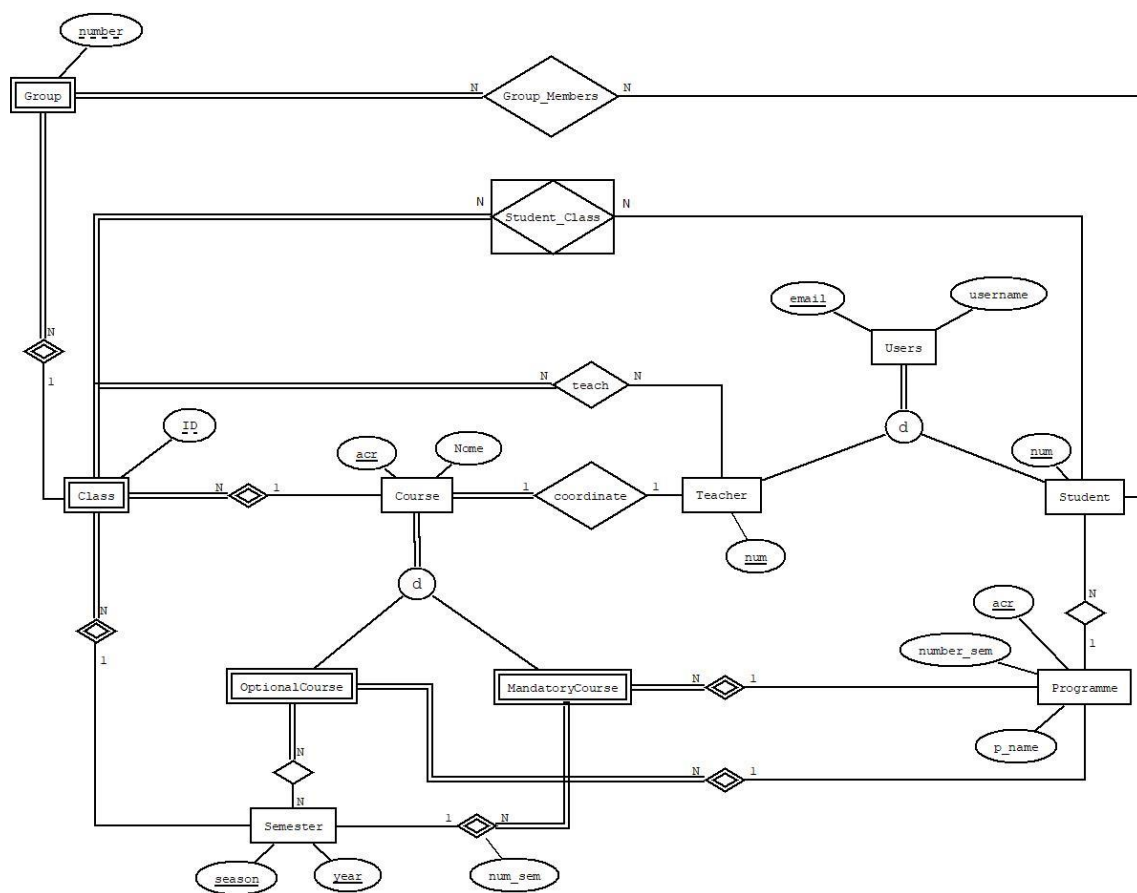 number
Group
N
Group_Members
N
N
Student_Class
N
email
username
Users
N
1
N
teach
N
d
ID
acr
Nome
num
Class
N
1
Course
1
coordinate
1
Teacher
Student
num
d
N
N
acr
1
1
number_sem
OptionalCourse
MandatoryCourse
N
1
Programme
N
p_name
N
1
N
Semester
1
N
season
year
num_sem